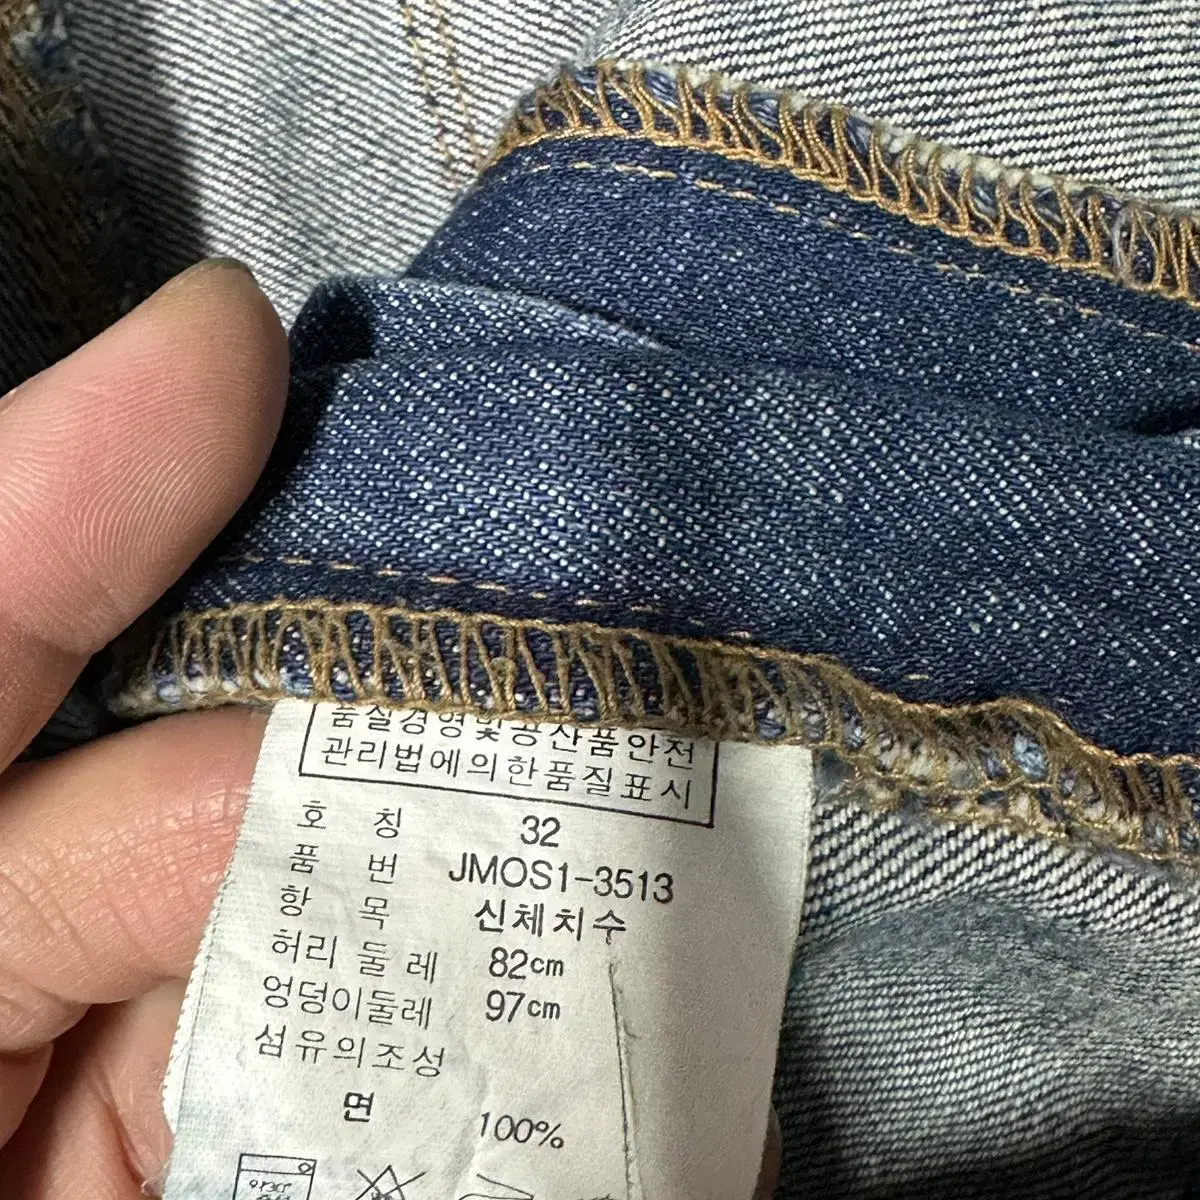 품질경영및공산품안전
관리법에의한품질표시
호 칭 32
품 번 JMOS1-3513
항 목 신체치수
허리 둘레 82cm
엉덩이둘레 97cm
섬유의조성
면 100%